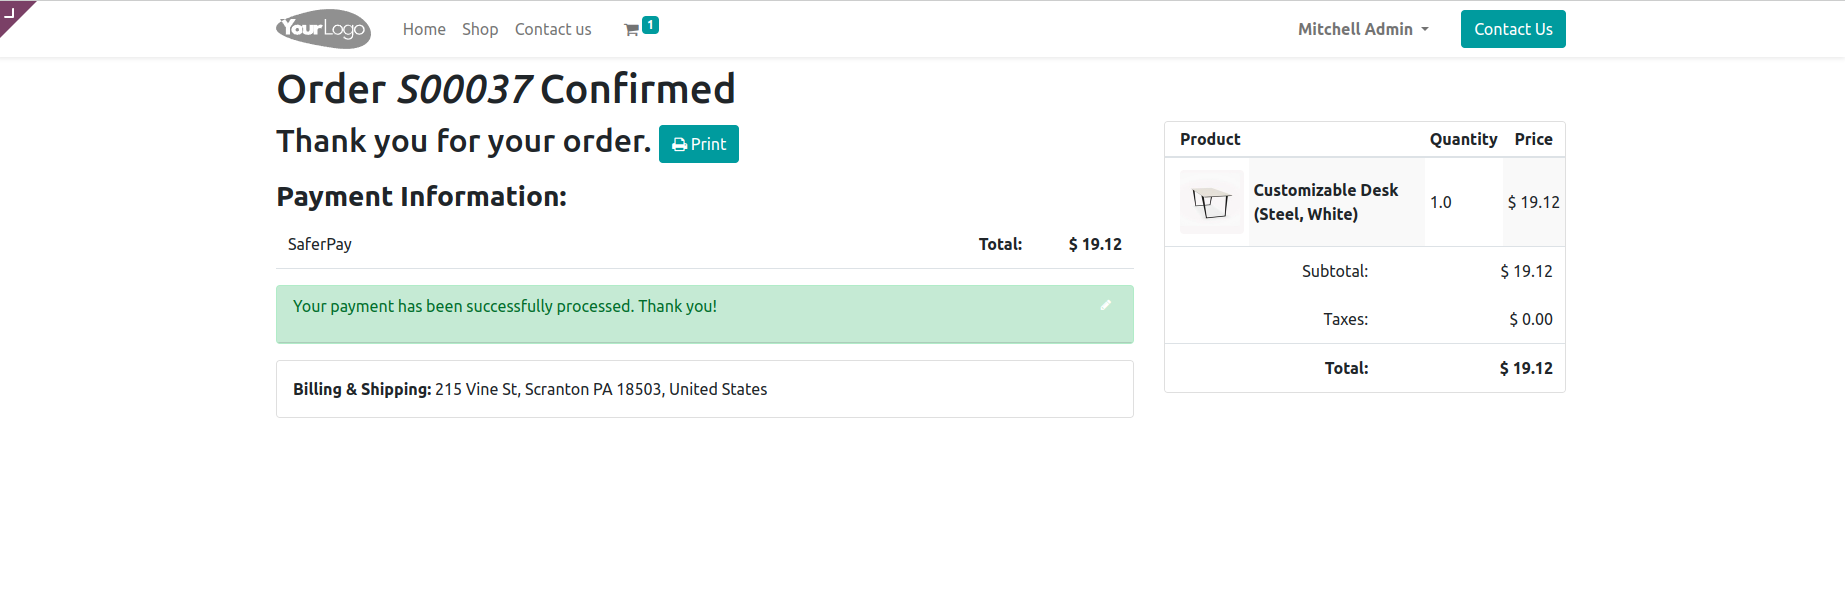 YourLogo
Home Shop Contact us 1
Mitchell Admin
Contact Us
Order S00037 Confirmed
Thank you for your order.
Print
Payment Information:
SaferPay Total: $ 19.12
Your payment has been successfully processed. Thank you!
Billing & Shipping: 215 Vine St, Scranton PA 18503, United States
Product Quantity Price
Customizable Desk
(Steel, White) 1.0 $ 19.12
Subtotal: $ 19.12
Taxes: $ 0.00
Total: $ 19.12